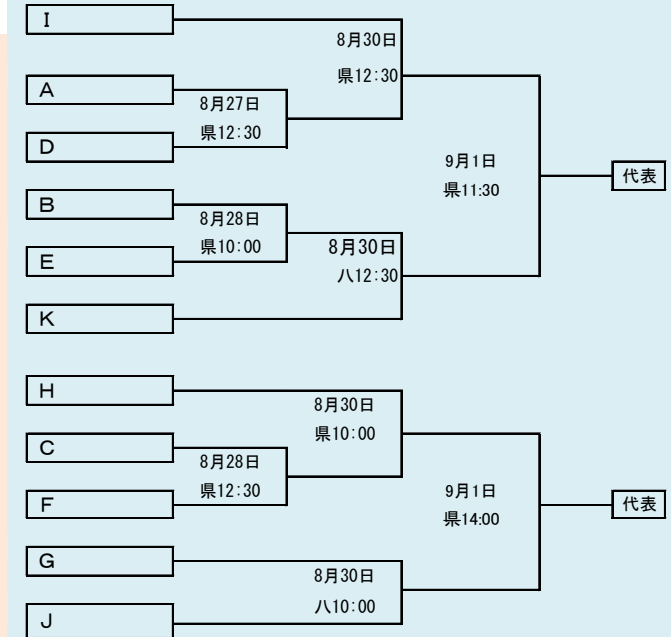 I
8月30日
県12:30
A
8月27日
県12:30
D
9月1日
県11:30
代表
B
8月28日
県10:00
E
8月30日
八12:30
K
H
8月30日
県10:00
C
8月28日
県12:30
F
9月1日
県14:00
代表
G
8月30日
八10:00
J